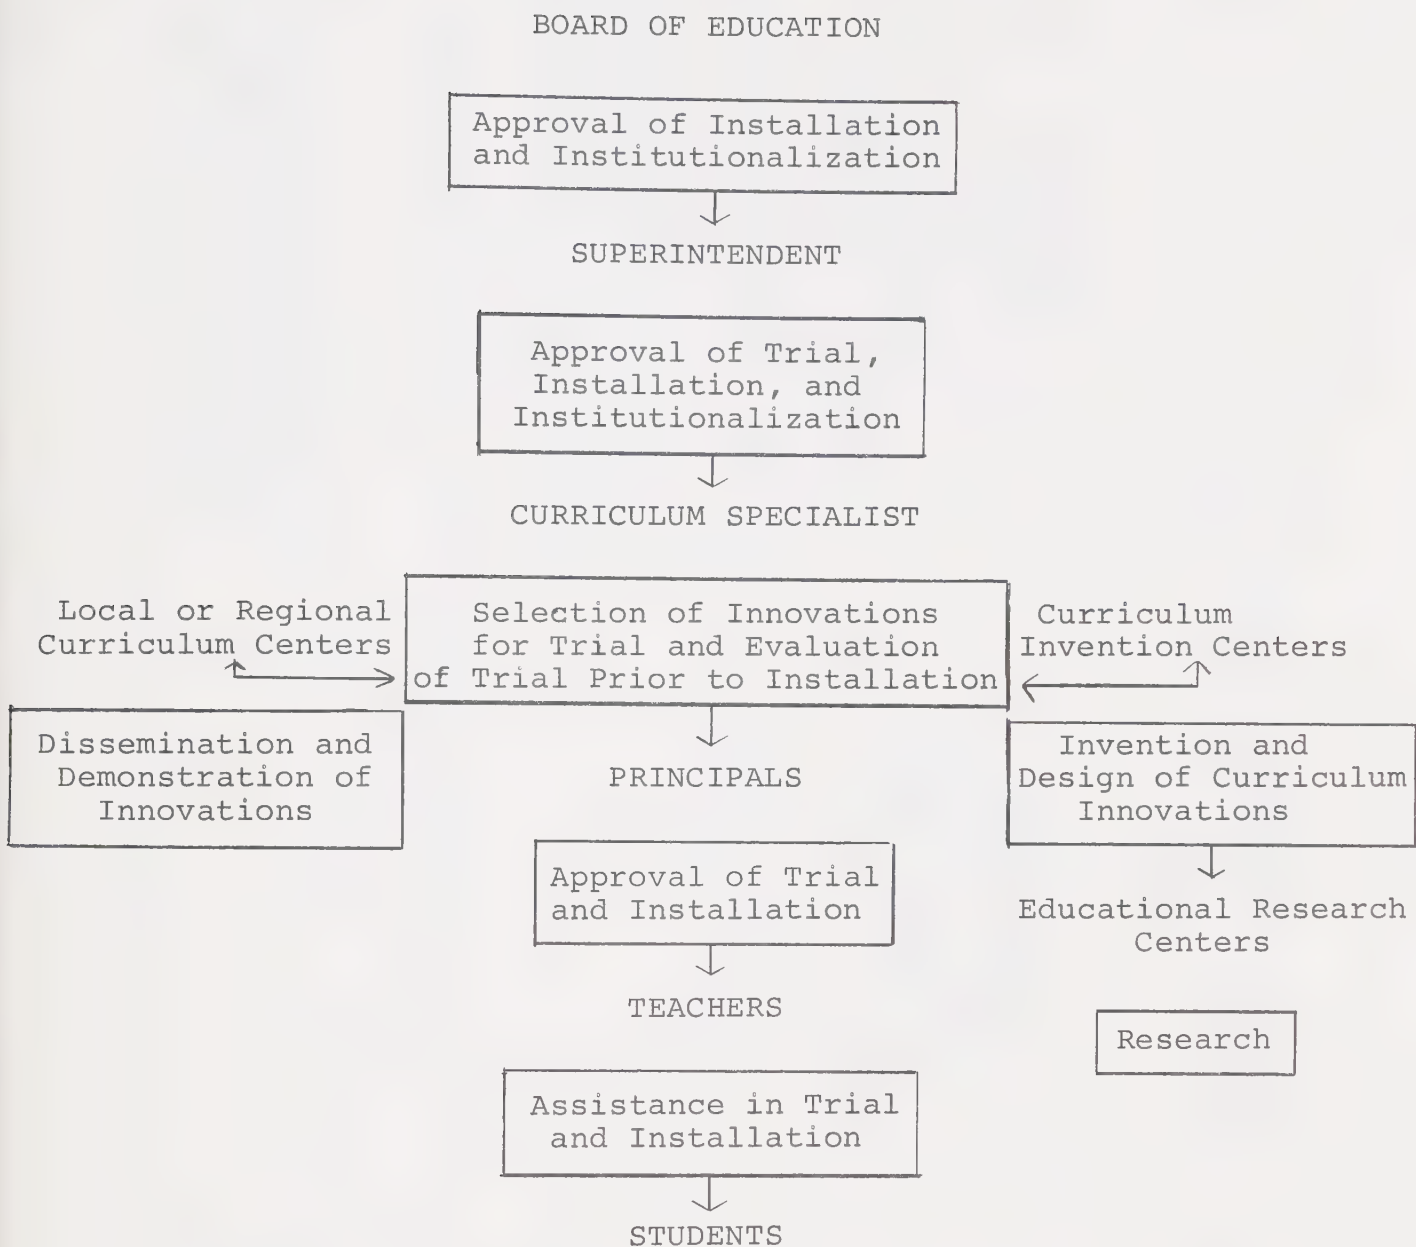 BOARD OF EDUCATION
Approval of Installation
and Institutionalization
SUPERINTENDENT
Approval of Trial,
Installation, and
Institutionalization
CURRICULUM SPECIALIST
Local or Regional
Curriculum Centers
Selection of Innovations
for Trial and Evaluation
of Trial Prior to Installation
Curriculum
Invention Centers
Dissemination and
Demonstration of
Innovations
PRINCIPALS
Invention and
Design of Curriculum
Innovations
Approval of Trial
and Installation
Educational Research
Centers
TEACHERS
Research
Assistance in Trial
and Installation
STUDENTS